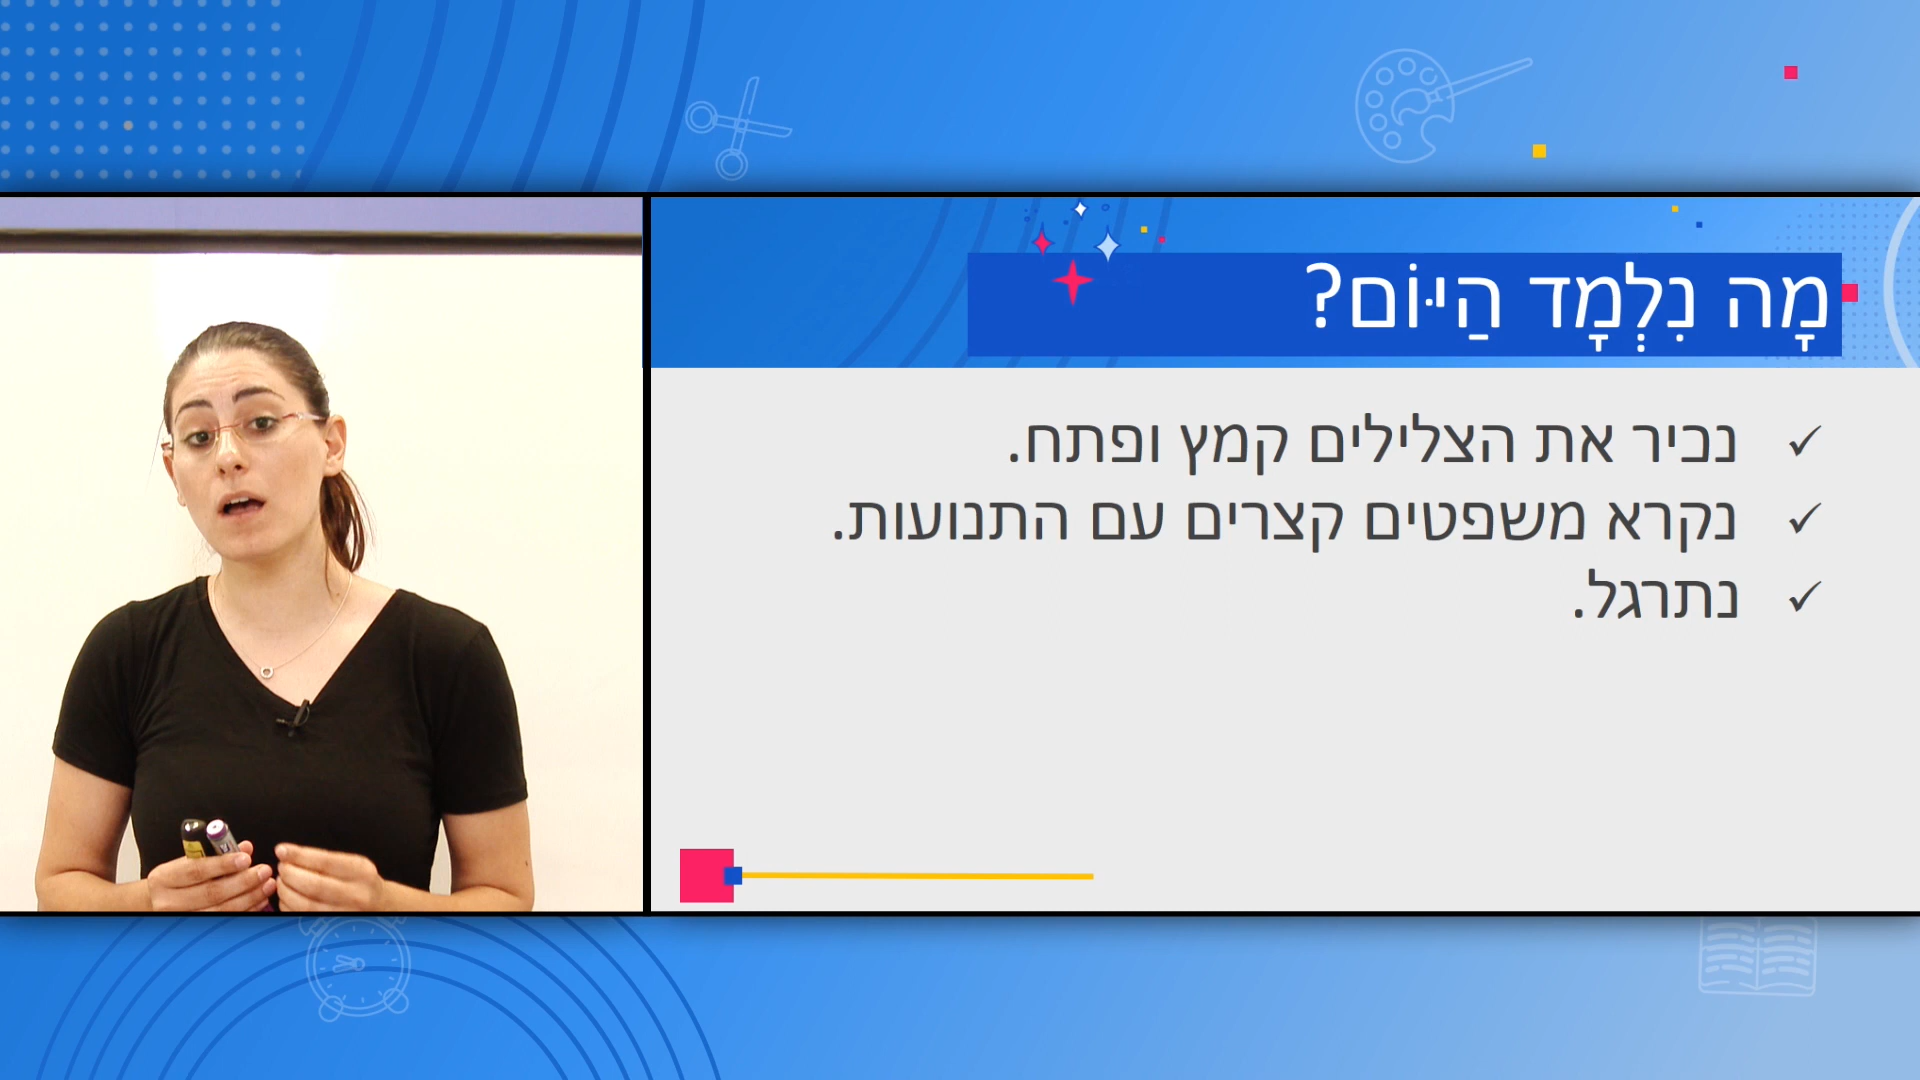 מָה נִלְמָד הַיּוֹם?
✓ נכיר את הצלילים קמץ ופתח.
✓ נקרא משפטים קצרים עם התנועות.
✓ נתרגל.